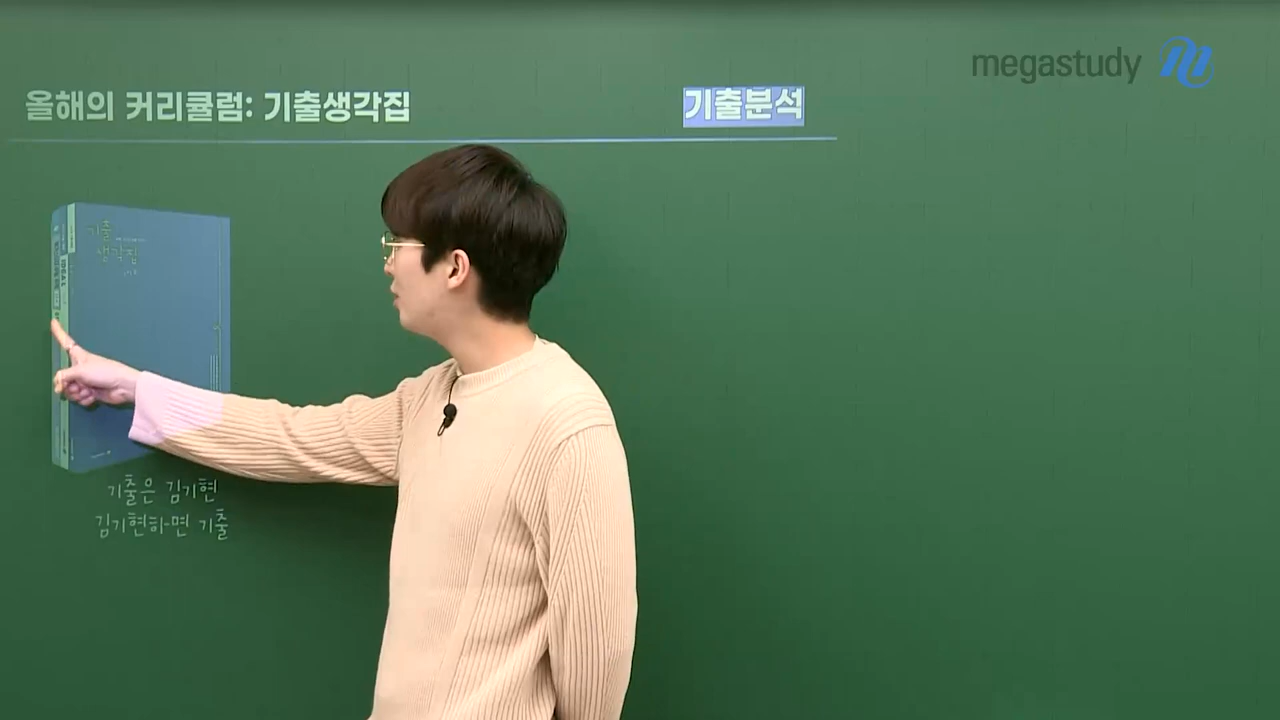 megastudy
올해의 커리큘럼: 기출생각집
기출분석
기출
생각집
기출은 김기현
김기현하면 기출